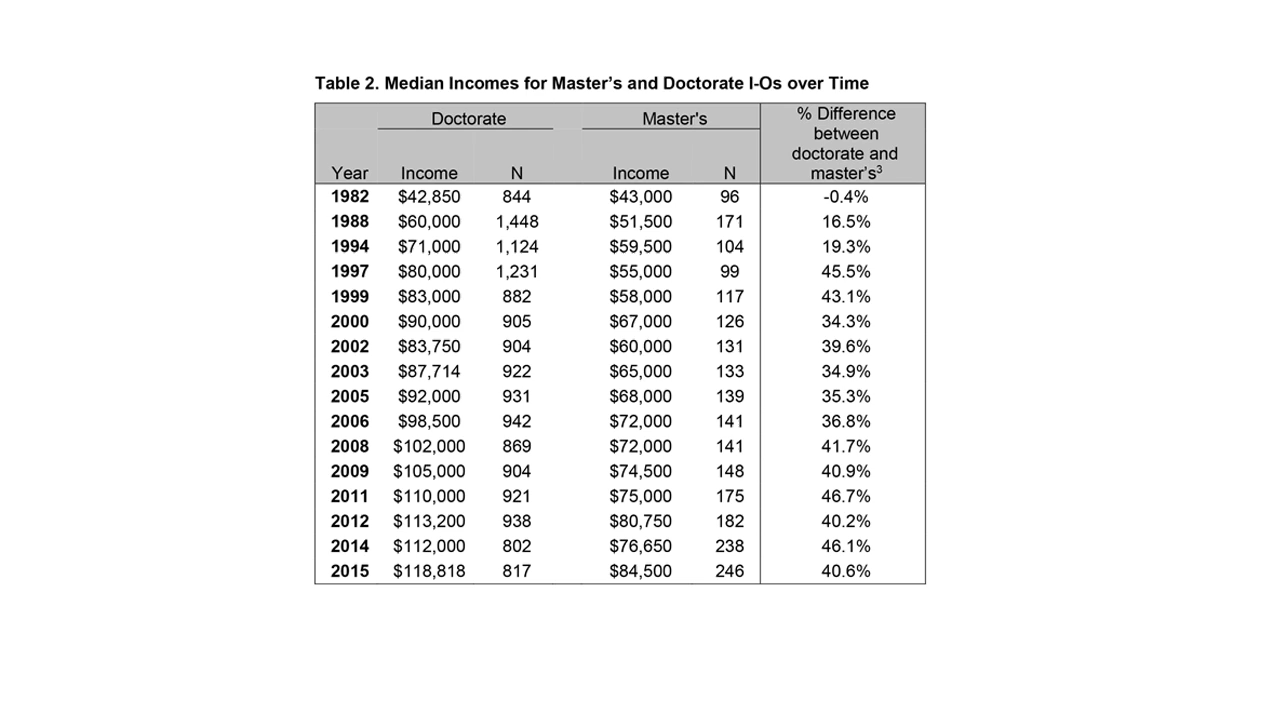 Table 2. Median Incomes for Master's and Doctorate I-Os over Time
Doctorate Master's % Difference
between
doctorate and
Year Income N Income N master's³
1982 $42,850 844 $43,000 96 -0.4%
1988 $60,000 1,448 $51,500 171 16.5%
1994 $71,000 1,124 $59,500 104 19.3%
1997 $80,000 1,231 $55,000 99 45.5%
1999 $83,000 882 $58,000 117 43.1%
2000 $90,000 905 $67,000 126 34.3%
2002 $83,750 904 $60,000 131 39.6%
2003 $87,714 922 $65,000 133 34.9%
2005 $92,000 931 $68,000 139 35.3%
2006 $98,500 942 $72,000 141 36.8%
2008 $102,000 869 $72,000 141 41.7%
2009 $105,000 904 $74,500 148 40.9%
2011 $110,000 921 $75,000 175 46.7%
2012 $113,200 938 $80,750 182 40.2%
2014 $112,000 802 $76,650 238 46.1%
2015 $118,818 817 $84,500 246 40.6%